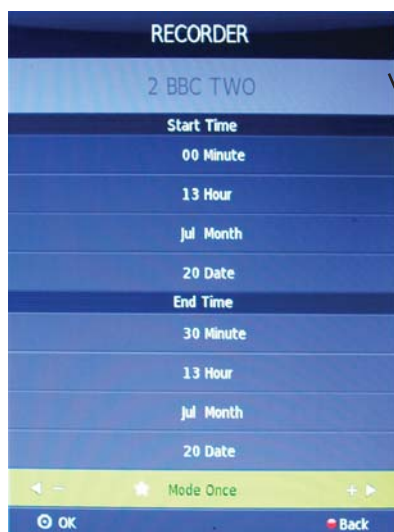 RECORDER
2 BBC TWO
Start Time
00 Minute
13 Hour
Jul Month
20 Date
End Time
30 Minute
13 Hour
Jul Month
20 Date
Mode Once
OK Back